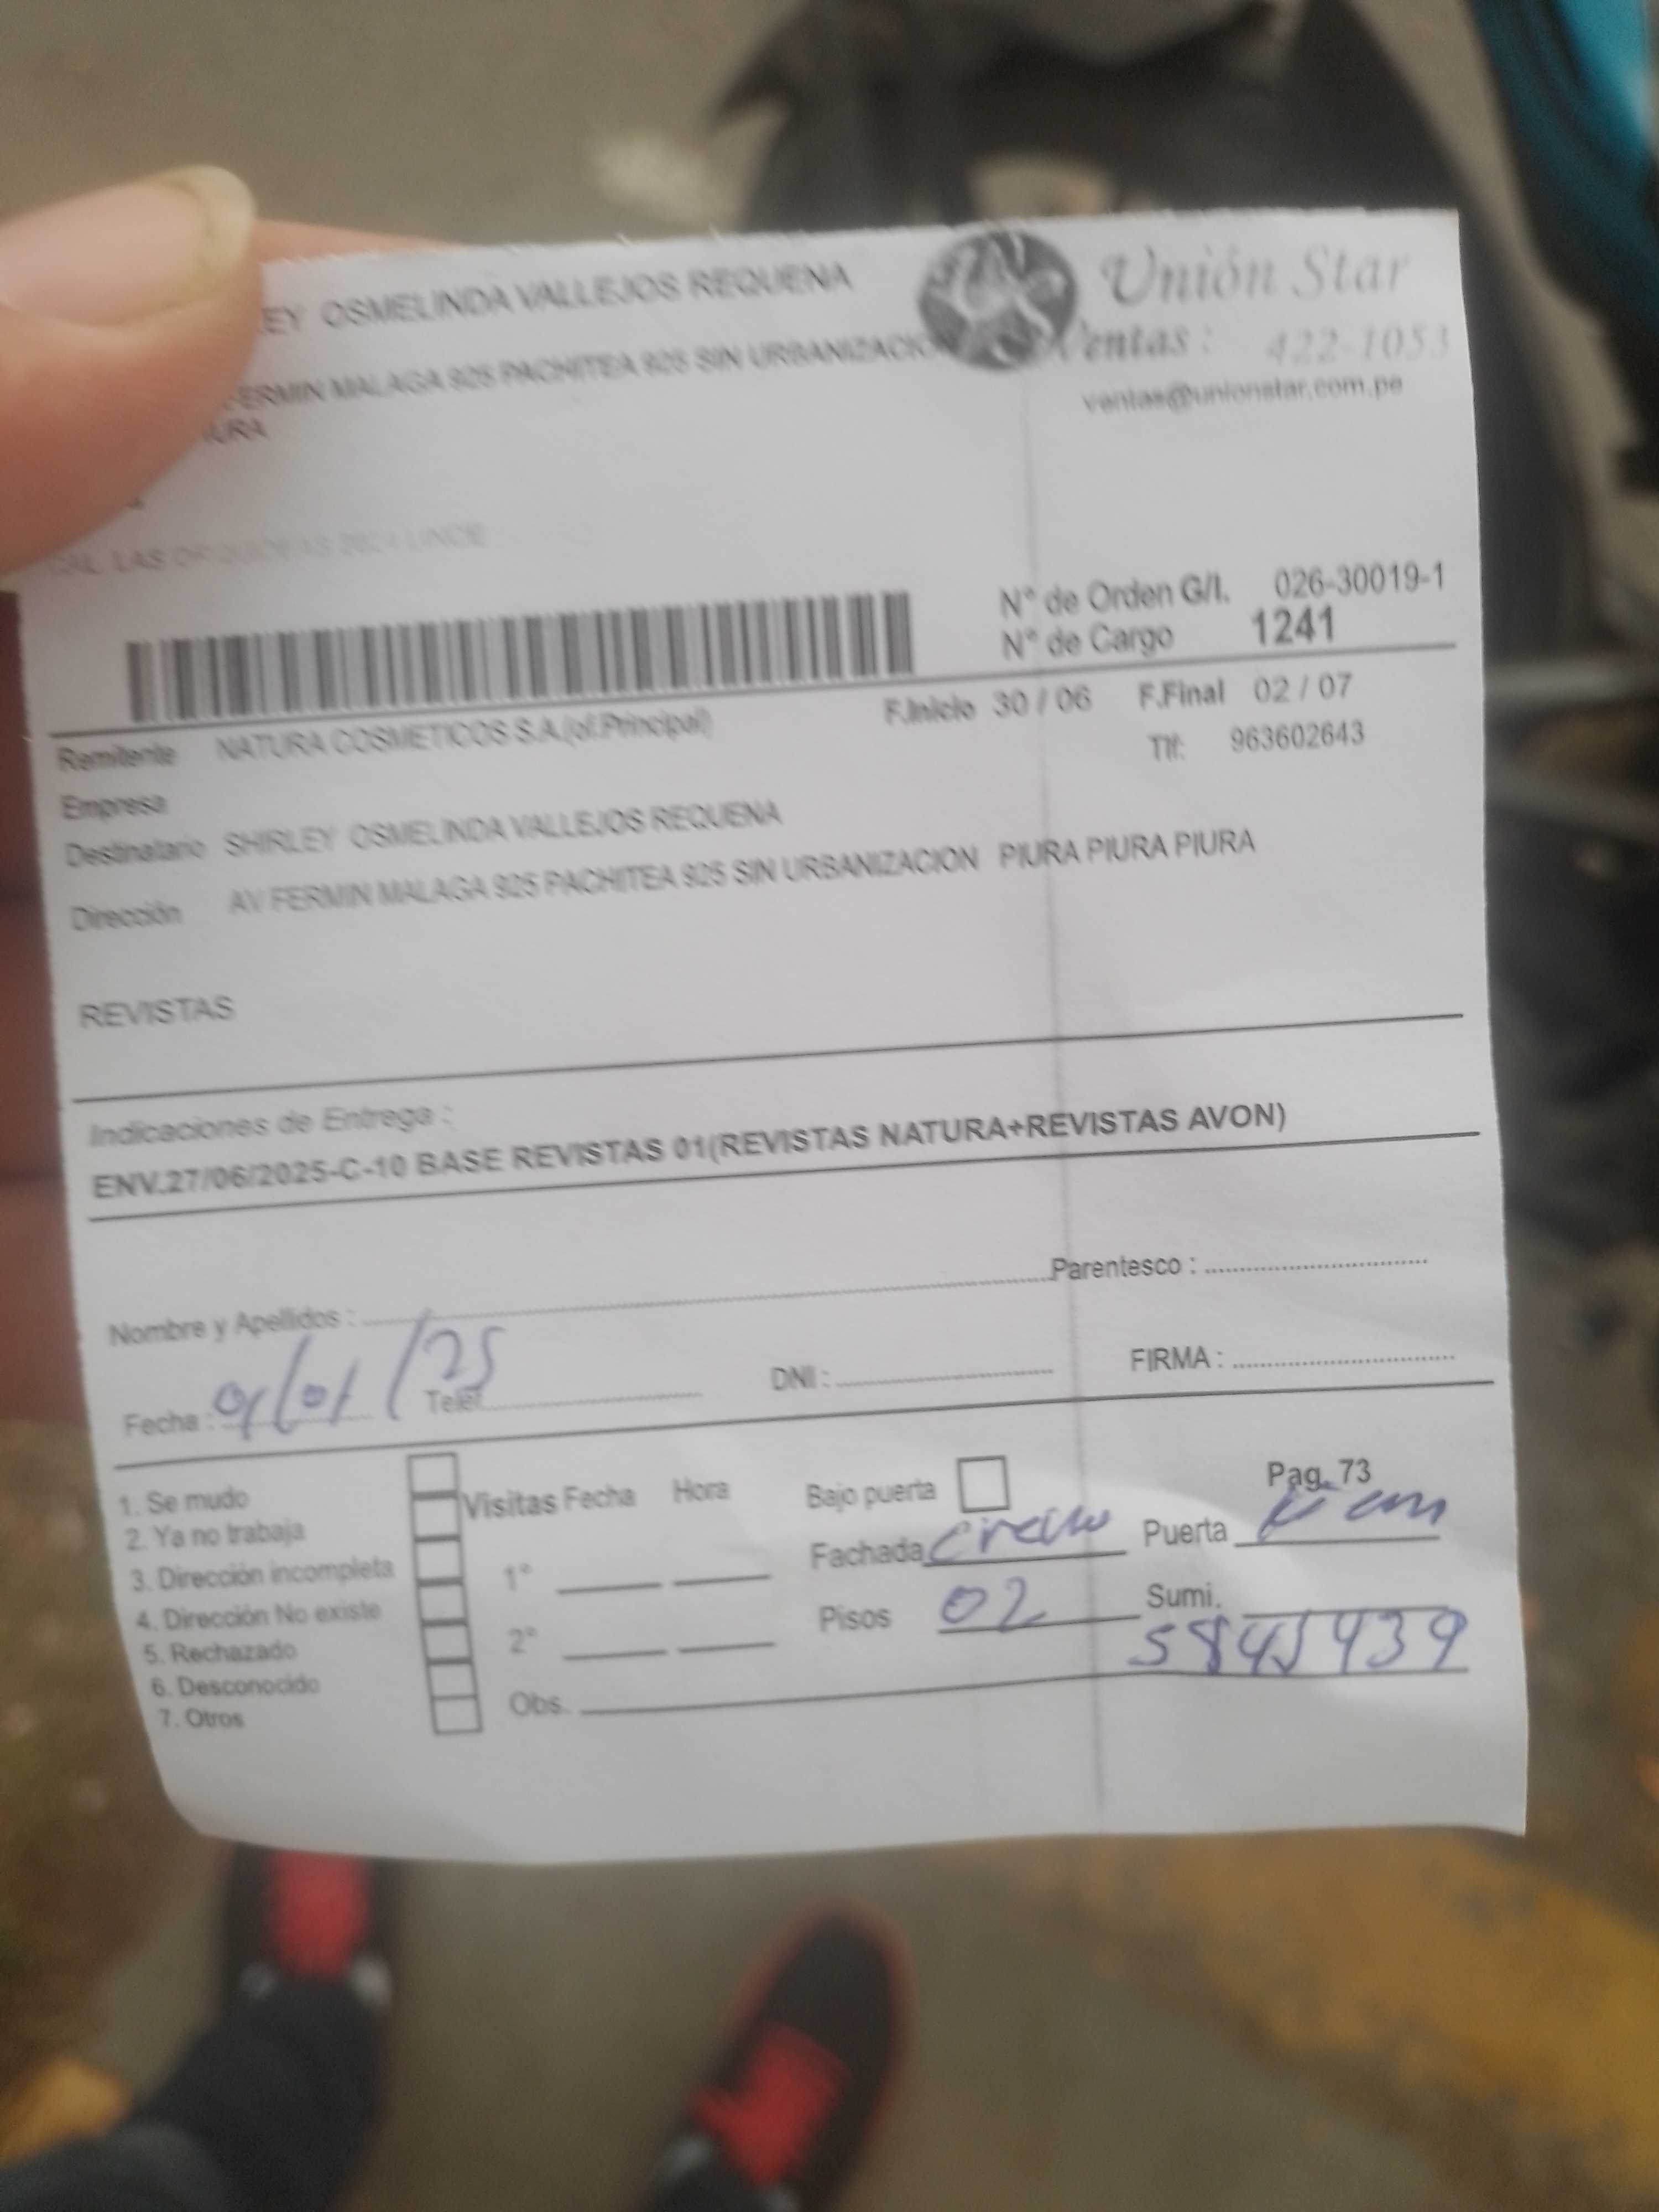 EY OSMELINDA VALLEJOS REQUENA
Unión Star
FERMIN MALAGA 925 PACHITEA 925 SIN URBANIZACION
Ventas: 422-1053
URA
ventas@unionstar.com.pe
CAL. LAS ORQUIDEAS LINCE
N° de Orden G/I. 026-30019-1
N° de Cargo 1241
F.Inicio 30 / 06 F.Final 02 / 07
Remitente NATURA COSMETICOS S.A.(of.Principal)
Tlf: 963602643
Empresa
Destinatario SHIRLEY OSMELINDA VALLEJOS REQUENA
Dirección AV FERMIN MALAGA 925 PACHITEA 925 SIN URBANIZACION PIURA PIURA PIURA
REVISTAS
Indicaciones de Entrega :
ENV.27/06/2025-C-10 BASE REVISTAS 01(REVISTAS NATURA+REVISTAS AVON)
Nombre y Apellidos : Parentesco :
Fecha : /25 Telef. DNI : FIRMA :
1. Se mudo
2. Ya no trabaja
3. Dirección incompleta
4. Dirección No existe
5. Rechazado
6. Desconocido
7. Otros
Visitas Fecha Hora
1°
2°
Obs.
Bajo puerta Pag. 73
Fachada Puerta
Pisos 02 Sumi.
5845939